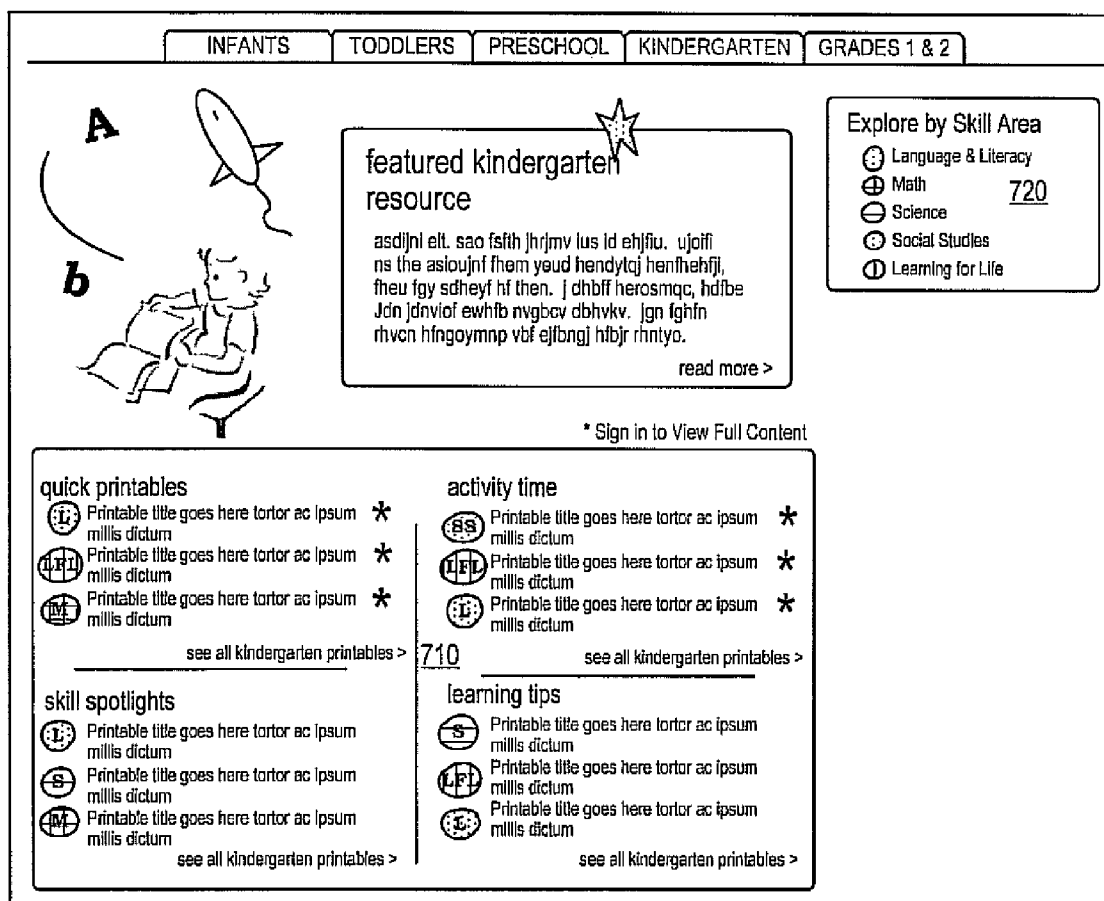 INFANTS TODDLERS PRESCHOOL KINDERGARTEN GRADES 1 & 2
A
b
featured kindergarten
resource
asdijnl elt. sao fsfth jhrjmv lus id ehjfiu. ujoifi
ns the asloujnf fhem yeud hendytqj henfhehfjl,
fheu fgy sdheyf hf then. j dhbff herosmqc, hdfbe
Jdn jdnviof ewhfb nvgbcv dbhvkv. jgn fghfn
rhvcn hfngoymnp vbf ejfbngj hfbjr rhntyo.
read more >
Explore by Skill Area
Language & Literacy
Math
Science
Social Studies
Learning for Life
720
* Sign in to View Full Content
quick printables
L Printable title goes here tortor ac ipsum *
millis dictum
LFL Printable title goes here tortor ac ipsum *
millis dictum
M Printable title goes here tortor ac ipsum *
millis dictum
see all kindergarten printables >
activity time
SS Printable title goes here tortor ac ipsum *
millis dictum
LFL Printable title goes here tortor ac ipsum *
millis dictum
L Printable title goes here tortor ac ipsum *
millis dictum
see all kindergarten printables >
710
skill spotlights
L Printable title goes here tortor ac ipsum
millis dictum
S Printable title goes here tortor ac ipsum
millis dictum
M Printable title goes here tortor ac ipsum
millis dictum
see all kindergarten printables >
learning tips
S Printable title goes here tortor ac ipsum
millis dictum
LFL Printable title goes here tortor ac ipsum
millis dictum
L Printable title goes here tortor ac ipsum
millis dictum
see all kindergarten printables >